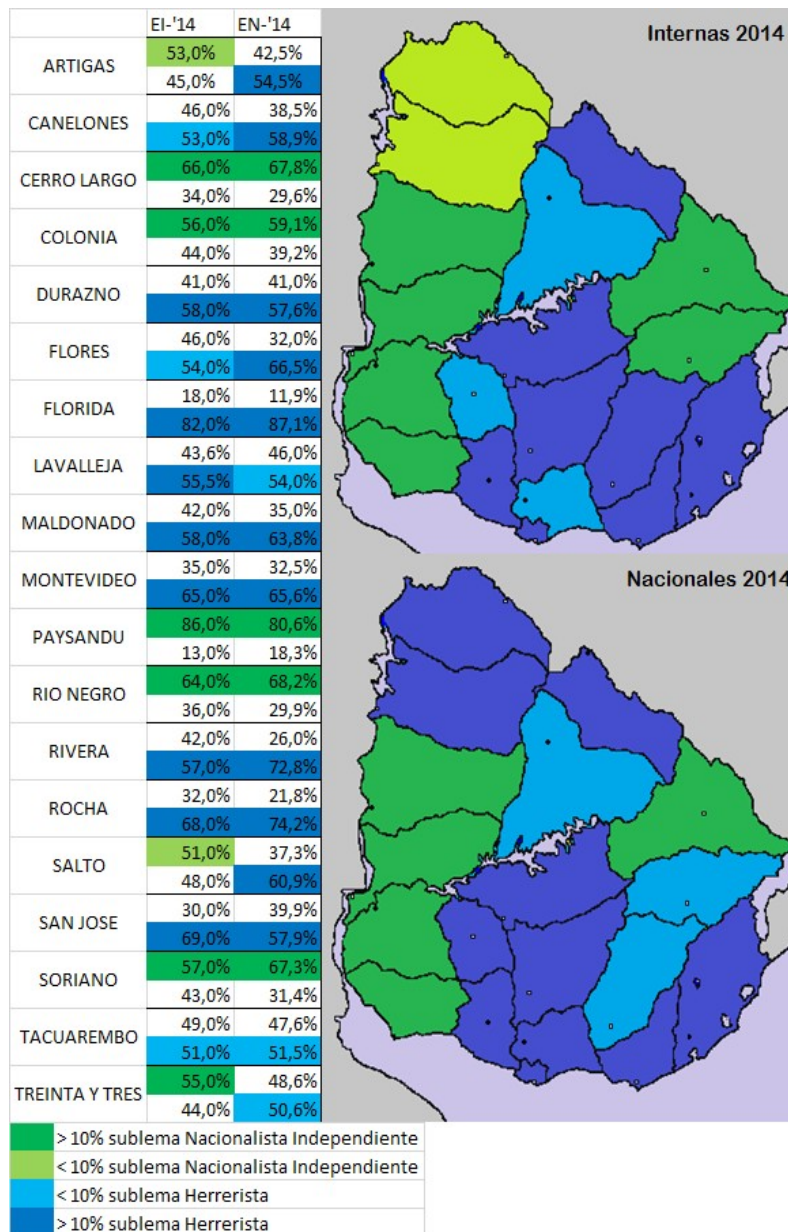 EI-'14 EN-'14
Internas 2014
53,0% 42,5%
ARTIGAS
45,0% 54,5%
46,0% 38,5%
CANELONES
53,0% 58,9%
66,0% 67,8%
CERRO LARGO
34,0% 29,6%
56,0% 59,1%
COLONIA
44,0% 39,2%
41,0% 41,0%
DURAZNO
58,0% 57,6%
46,0% 32,0%
FLORES
54,0% 66,5%
18,0% 11,9%
FLORIDA
82,0% 87,1%
43,6% 46,0%
LAVALLEJA
55,5% 54,0%
42,0% 35,0%
MALDONADO
58,0% 63,8%
35,0% 32,5%
MONTEVIDEO
65,0% 65,6%
Nacionales 2014
86,0% 80,6%
PAYSANDU
13,0% 18,3%
64,0% 68,2%
RIO NEGRO
36,0% 29,9%
42,0% 26,0%
RIVERA
57,0% 72,8%
32,0% 21,8%
ROCHA
68,0% 74,2%
51,0% 37,3%
SALTO
48,0% 60,9%
30,0% 39,9%
SAN JOSE
69,0% 57,9%
57,0% 67,3%
SORIANO
43,0% 31,4%
49,0% 47,6%
TACUAREMBO
51,0% 51,5%
55,0% 48,6%
TREINTA Y TRES
44,0% 50,6%
> 10% sublema Nacionalista Independiente
< 10% sublema Nacionalista Independiente
< 10% sublema Herrerista
> 10% sublema Herrerista